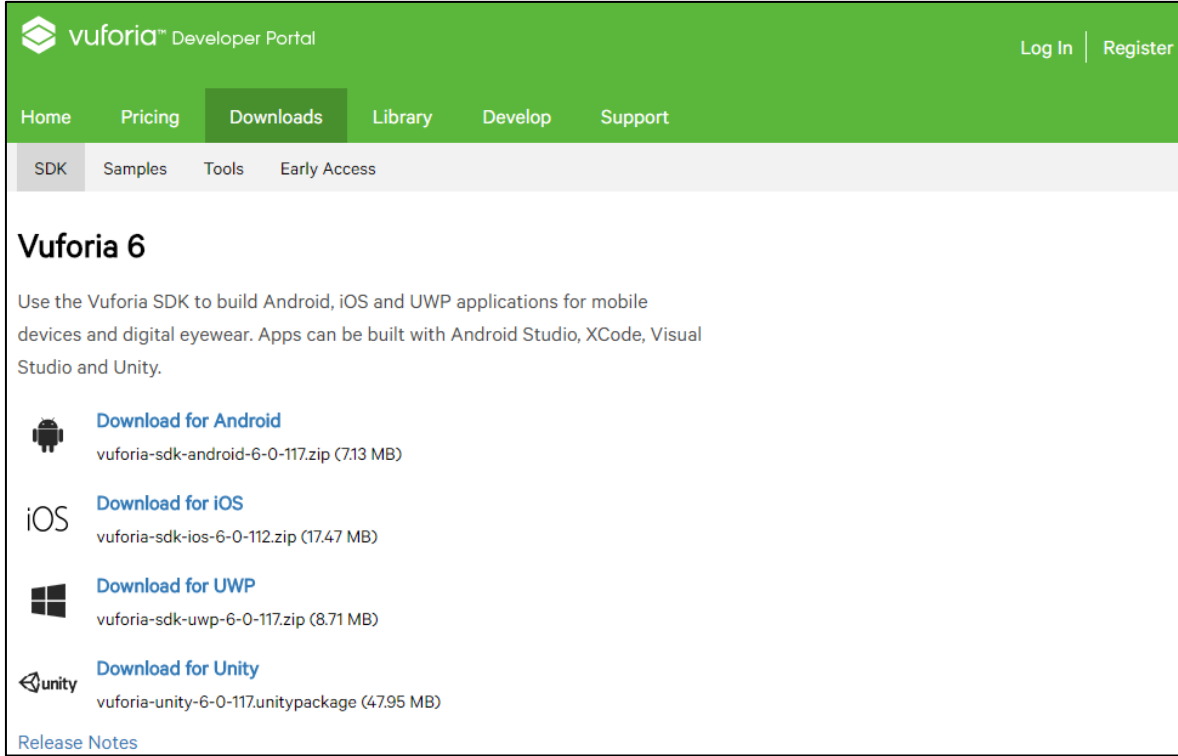 vuforia™ Developer Portal
Log In Register
Home Pricing Downloads Library Develop Support
SDK Samples Tools Early Access
Vuforia 6
Use the Vuforia SDK to build Android, iOS and UWP applications for mobile
devices and digital eyewear. Apps can be built with Android Studio, XCode, Visual
Studio and Unity.
Download for Android
vuforia-sdk-android-6-0-117.zip (7.13 MB)
iOS
Download for iOS
vuforia-sdk-ios-6-0-112.zip (17.47 MB)
Download for UWP
vuforia-sdk-uwp-6-0-117.zip (8.71 MB)
unity
Download for Unity
vuforia-unity-6-0-117.unitypackage (47.95 MB)
Release Notes